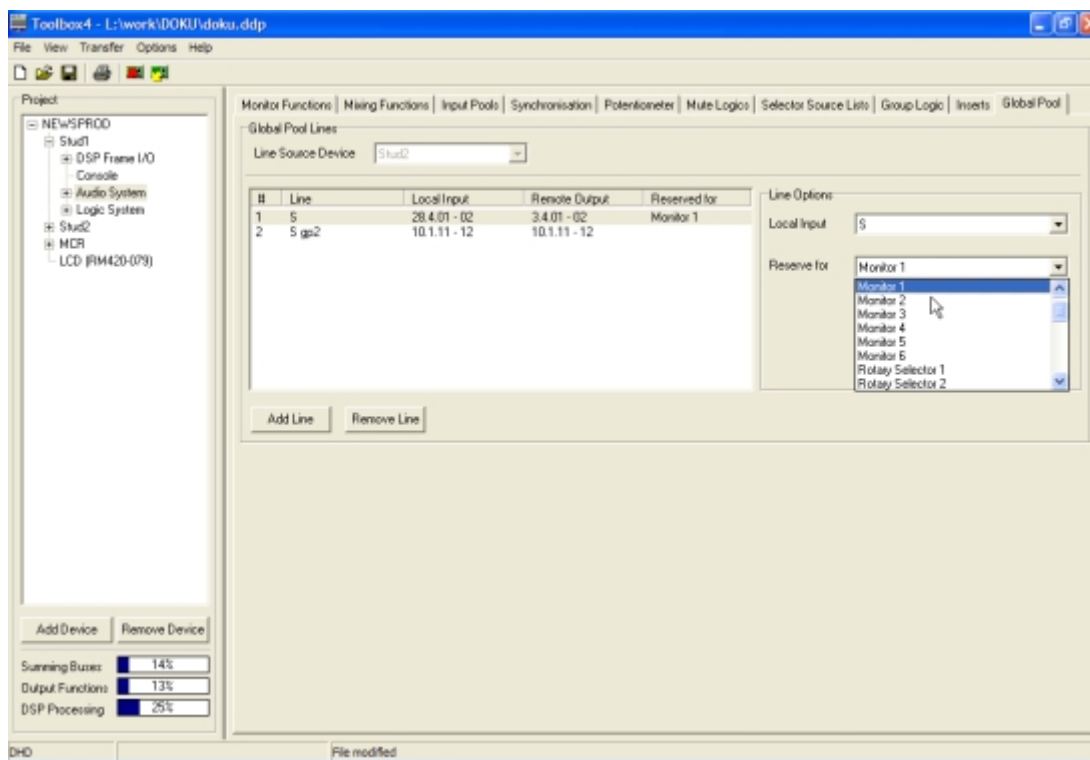 Toolbox4 - L:\work\DOKU\doku.ddp
File View Transfer Options Help
Project
NEWSPROD
Stud1
DSP Frame I/O
Console
Audio System
Logic System
Stud2
MCR
LCD (RM420-079)
Add Device Remove Device
Summing Buses 14%
Output Functions 13%
DSP Processing 25%
Monitor Functions Mixing Functions Input Pools Synchronisation Potentiometer Mute Logics Selector Source Lists Group Logic Inserts Global Pool
Global Pool Lines
Line Source Device Stud2
# Line Local Input Remote Output Reserved for
1 S 28.4.01 - 02 3.4.01 - 02 Monitor 1
2 S gp2 10.1.11 - 12 10.1.11 - 12
Add Line Remove Line
Line Options
Local Input S
Reserve for Monitor 1
Monitor 1
Monitor 2
Monitor 3
Monitor 4
Monitor 5
Monitor 6
Rotary Selector 1
Rotary Selector 2
DHD File modified